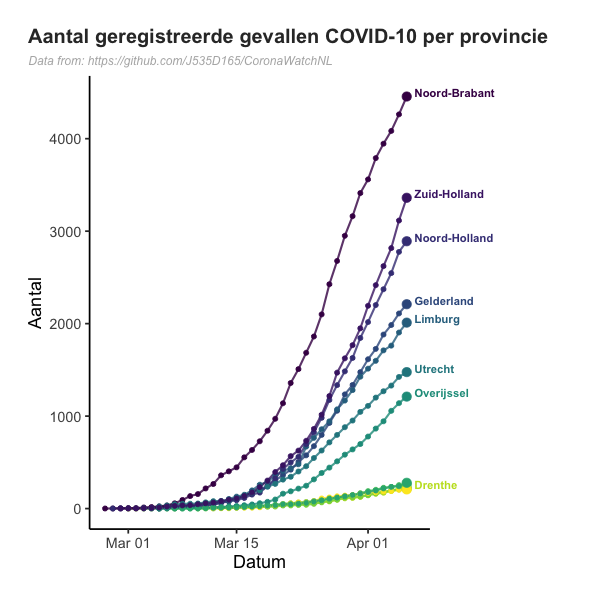 Aantal geregistreerde gevallen COVID-10 per provincie
Data from: https://github.com/J535D165/CoronaWatchNL
Noord-Brabant
4000
Zuid-Holland
3000
Noord-Holland
Gelderland
Limburg
2000
Utrecht
Overijssel
1000
Drenthe
0
Aantal
Mar 01
Mar 15
Apr 01
Datum